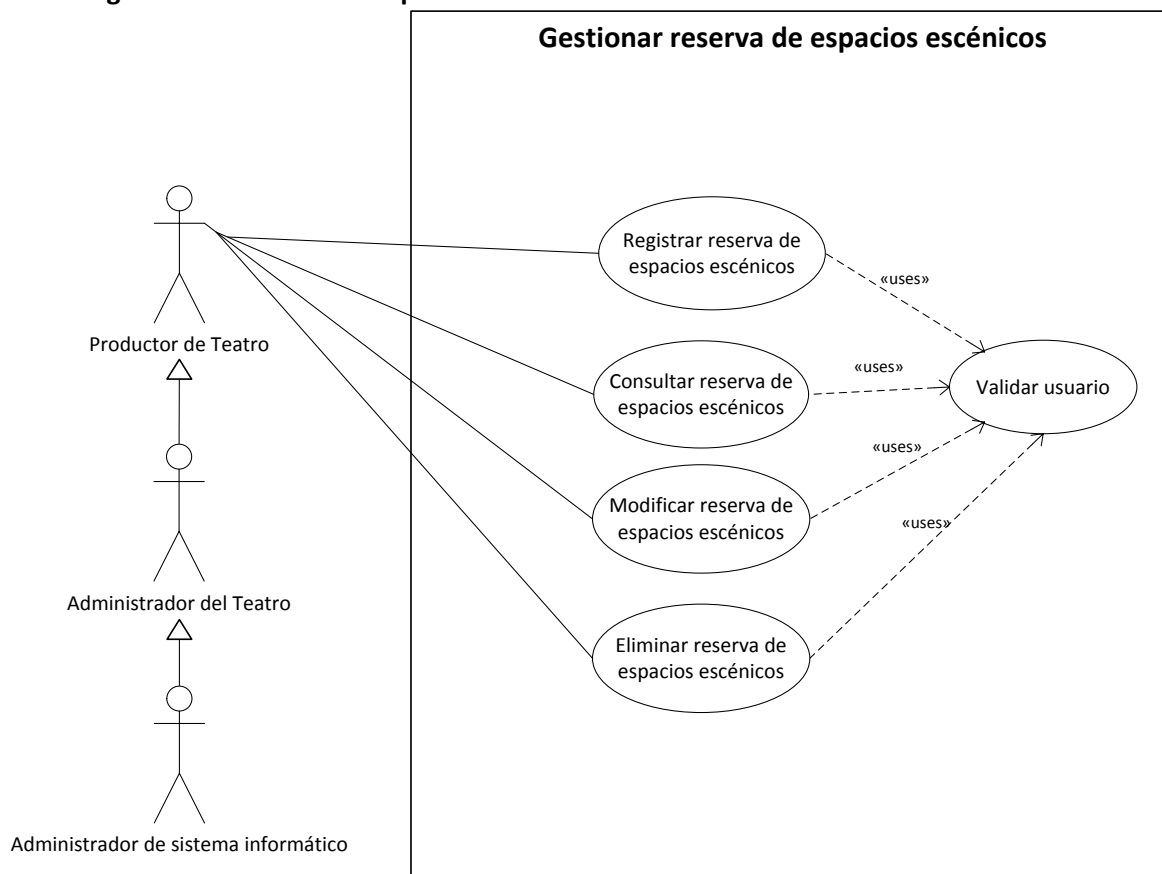 Gestionar reserva de espacios escénicos
Registrar reserva de
espacios escénicos
«uses»
Productor de Teatro
Consultar reserva de
espacios escénicos
«uses»
Validar usuario
«uses»
Modificar reserva de
espacios escénicos
«uses»
Administrador del Teatro
Eliminar reserva de
espacios escénicos
Administrador de sistema informático